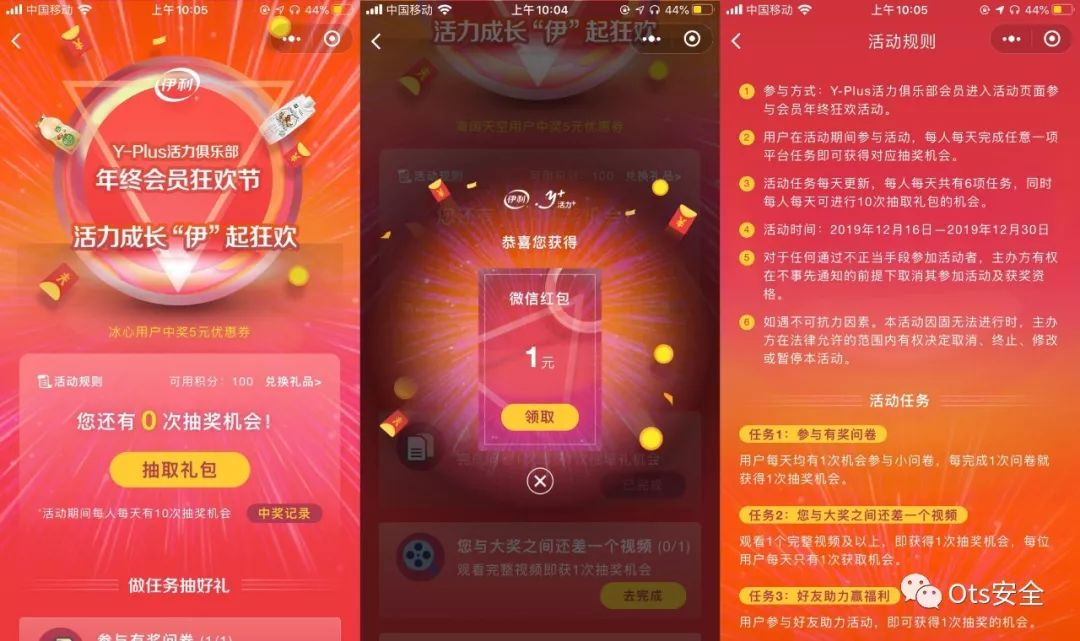 中国移动
上午10:05
44%
伊利
Y-Plus活力俱乐部
年终会员狂欢节
活力成长“伊”起狂欢
冰心用户中奖5元优惠券
活动规则
可用积分：100 兑换礼品>
您还有0次抽奖机会！
抽取礼包
*活动期间每人每天有10次抽奖机会
中奖记录
做任务抽好礼
参与有奖问卷 (1/1)
中国移动
上午10:04
44%
活力成长“伊”起狂欢
海阔天空用户中奖5元优惠券
活动规则
可用积分：100 兑换礼品>
伊利
y+
活力+
恭喜您获得
微信红包
1元
领取
已完成
您与大奖之间还差一个视频 (0/1)
观看完整视频即获1次抽奖机会
去完成
中国移动
上午10:05
44%
活动规则
1 参与方式：Y-Plus活力俱乐部会员进入活动页面参
与会员年终狂欢活动。
2 用户在活动期间参与活动，每人每天完成任意一项
平台任务即可获得对应抽奖机会。
3 活动任务每天更新，每人每天共有6项任务，同时
每人每天可进行10次抽取礼包的机会。
4 活动时间：2019年12月16日—2019年12月30日
5 对于任何通过不正当手段参加活动者，主办方有权
在不事先通知的前提下取消其参加活动及获奖资
格。
6 如遇不可抗力因素。本活动因固无法进行时，主办
方在法律允许的范围内有权决定取消、终止、修改
或暂停本活动。
活动任务
任务1：参与有奖问卷
用户每天均有1次机会参与小问卷，每完成1次问卷就
获得1次抽奖机会。
任务2：您与大奖之间还差一个视频
观看1个完整视频及以上，即获得1次抽奖机会，每位
用户每天只有1次获取机会。
任务3：好友助力赢福利
用户参与好友助力活动，即可获得1次抽奖的机会。
Ots安全